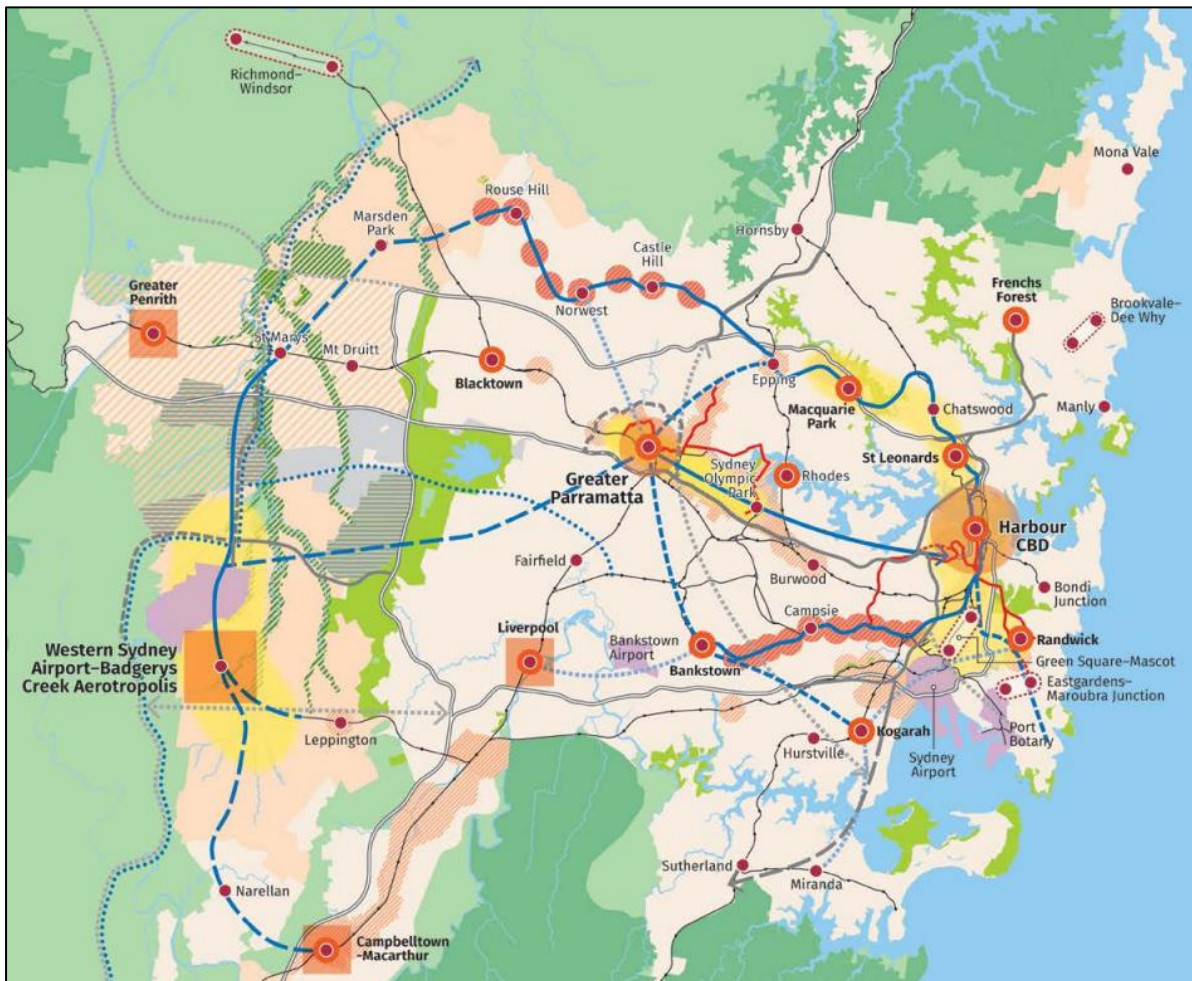 Richmond–
Windsor
Mona Vale
Rouse Hill
Marsden
Park
Hornsby
Castle
Hill
Greater
Penrith
Frenchs
Forest
Norwest
Brookvale–
Dee Why
St Marys
Mt Druitt
Blacktown
Epping
Macquarie
Park
Chatswood
Manly
St Leonards
Greater
Parramatta
Sydney
Olympic
Park
Rhodes
Harbour
CBD
Fairfield
Burwood
Bondi
Junction
Campsie
Liverpool
Bankstown
Airport
Bankstown
Randwick
Western Sydney
Airport–Badgerys
Creek Aerotropolis
Green Square–Mascot
Eastgardens–
Maroubra Junction
Leppington
Kogarah
Port
Botany
Hurstville
Sydney
Airport
Sutherland
Miranda
Narellan
Campbelltown
-Macarthur